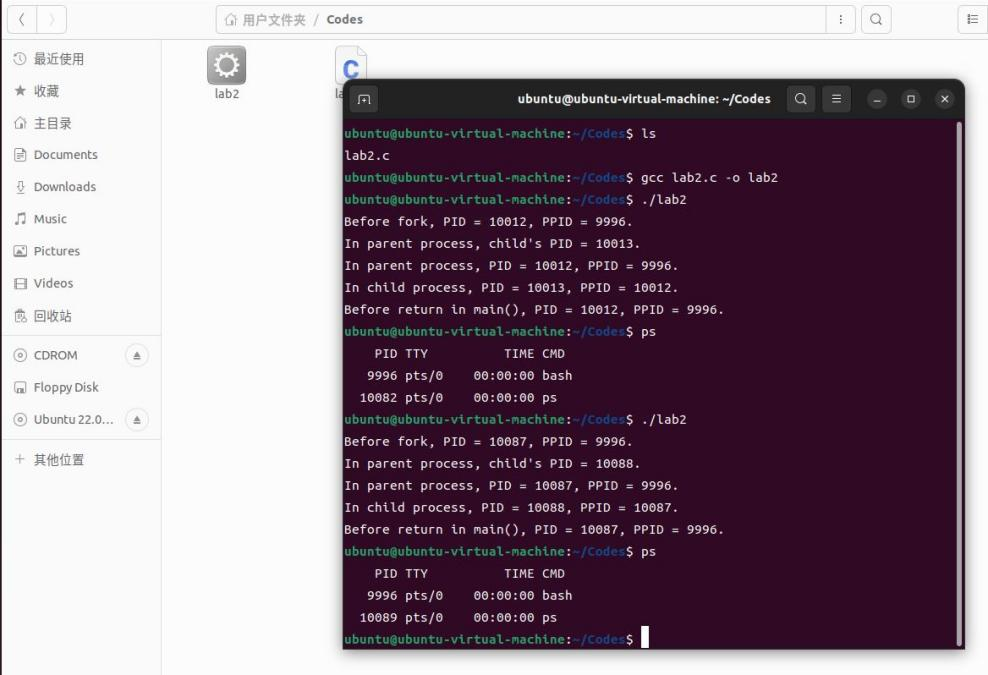 用户文件夹 / Codes
最近使用
收藏
主目录
Documents
Downloads
Music
Pictures
Videos
回收站
CDROM
Floppy Disk
Ubuntu 22.0...
其他位置
lab2
ubuntu@ubuntu-virtual-machine: ~/Codes
ubuntu@ubuntu-virtual-machine:~/Codes$ ls
lab2.c
ubuntu@ubuntu-virtual-machine:~/Codes$ gcc lab2.c -o lab2
ubuntu@ubuntu-virtual-machine:~/Codes$ ./lab2
Before fork, PID = 10012, PPID = 9996.
In parent process, child's PID = 10013.
In parent process, PID = 10012, PPID = 9996.
In child process, PID = 10013, PPID = 10012.
Before return in main(), PID = 10012, PPID = 9996.
ubuntu@ubuntu-virtual-machine:~/Codes$ ps
    PID TTY          TIME CMD
   9996 pts/0    00:00:00 bash
  10082 pts/0    00:00:00 ps
ubuntu@ubuntu-virtual-machine:~/Codes$ ./lab2
Before fork, PID = 10087, PPID = 9996.
In parent process, child's PID = 10088.
In parent process, PID = 10087, PPID = 9996.
In child process, PID = 10088, PPID = 10087.
Before return in main(), PID = 10087, PPID = 9996.
ubuntu@ubuntu-virtual-machine:~/Codes$ ps
    PID TTY          TIME CMD
   9996 pts/0    00:00:00 bash
  10089 pts/0    00:00:00 ps
ubuntu@ubuntu-virtual-machine:~/Codes$